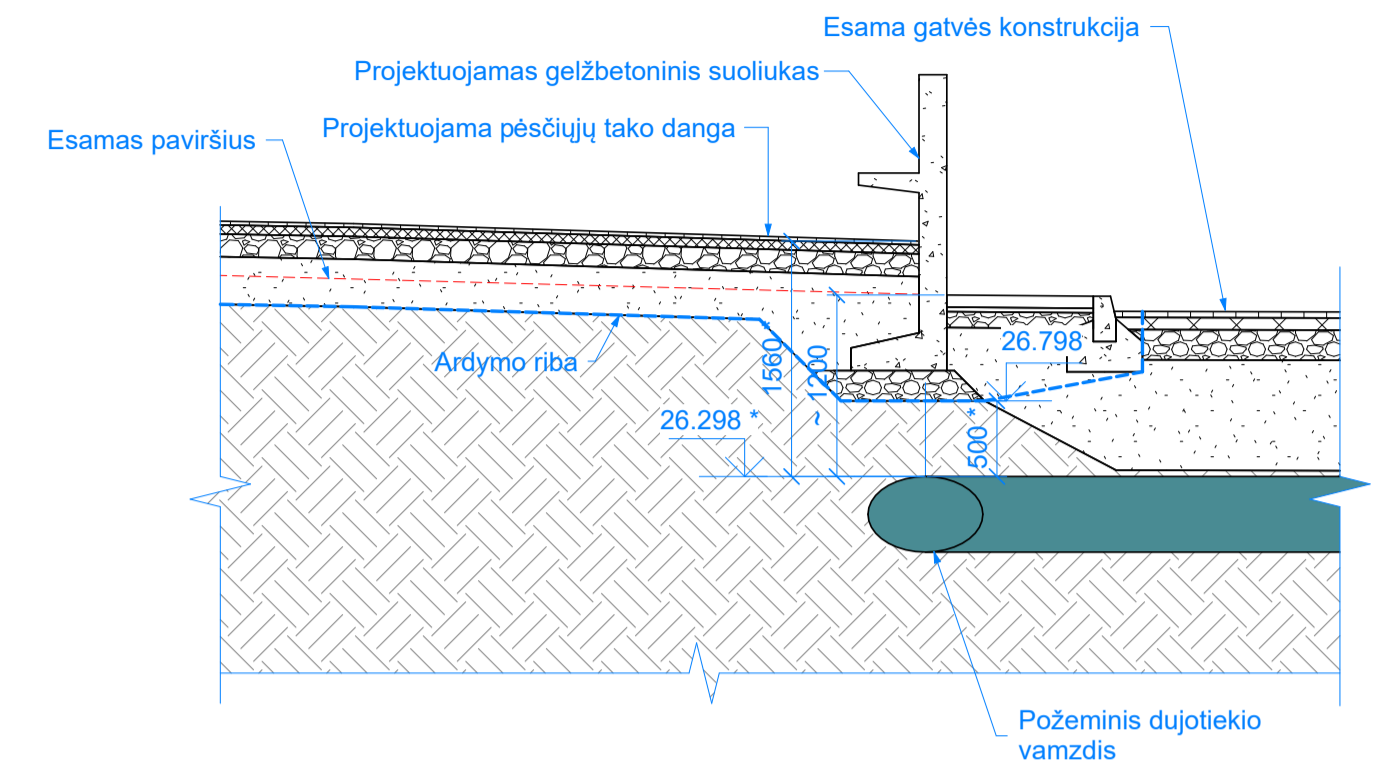 Esama gatvės konstrukcija
Projektuojamas gelžbetoninis suoliukas
Projektuojama pėsčiųjų tako danga
Esamas paviršius
Ardymo riba
1560
~ 1200
26.798
26.298 *
500 *
Požeminis dujotiekio
vamzdis